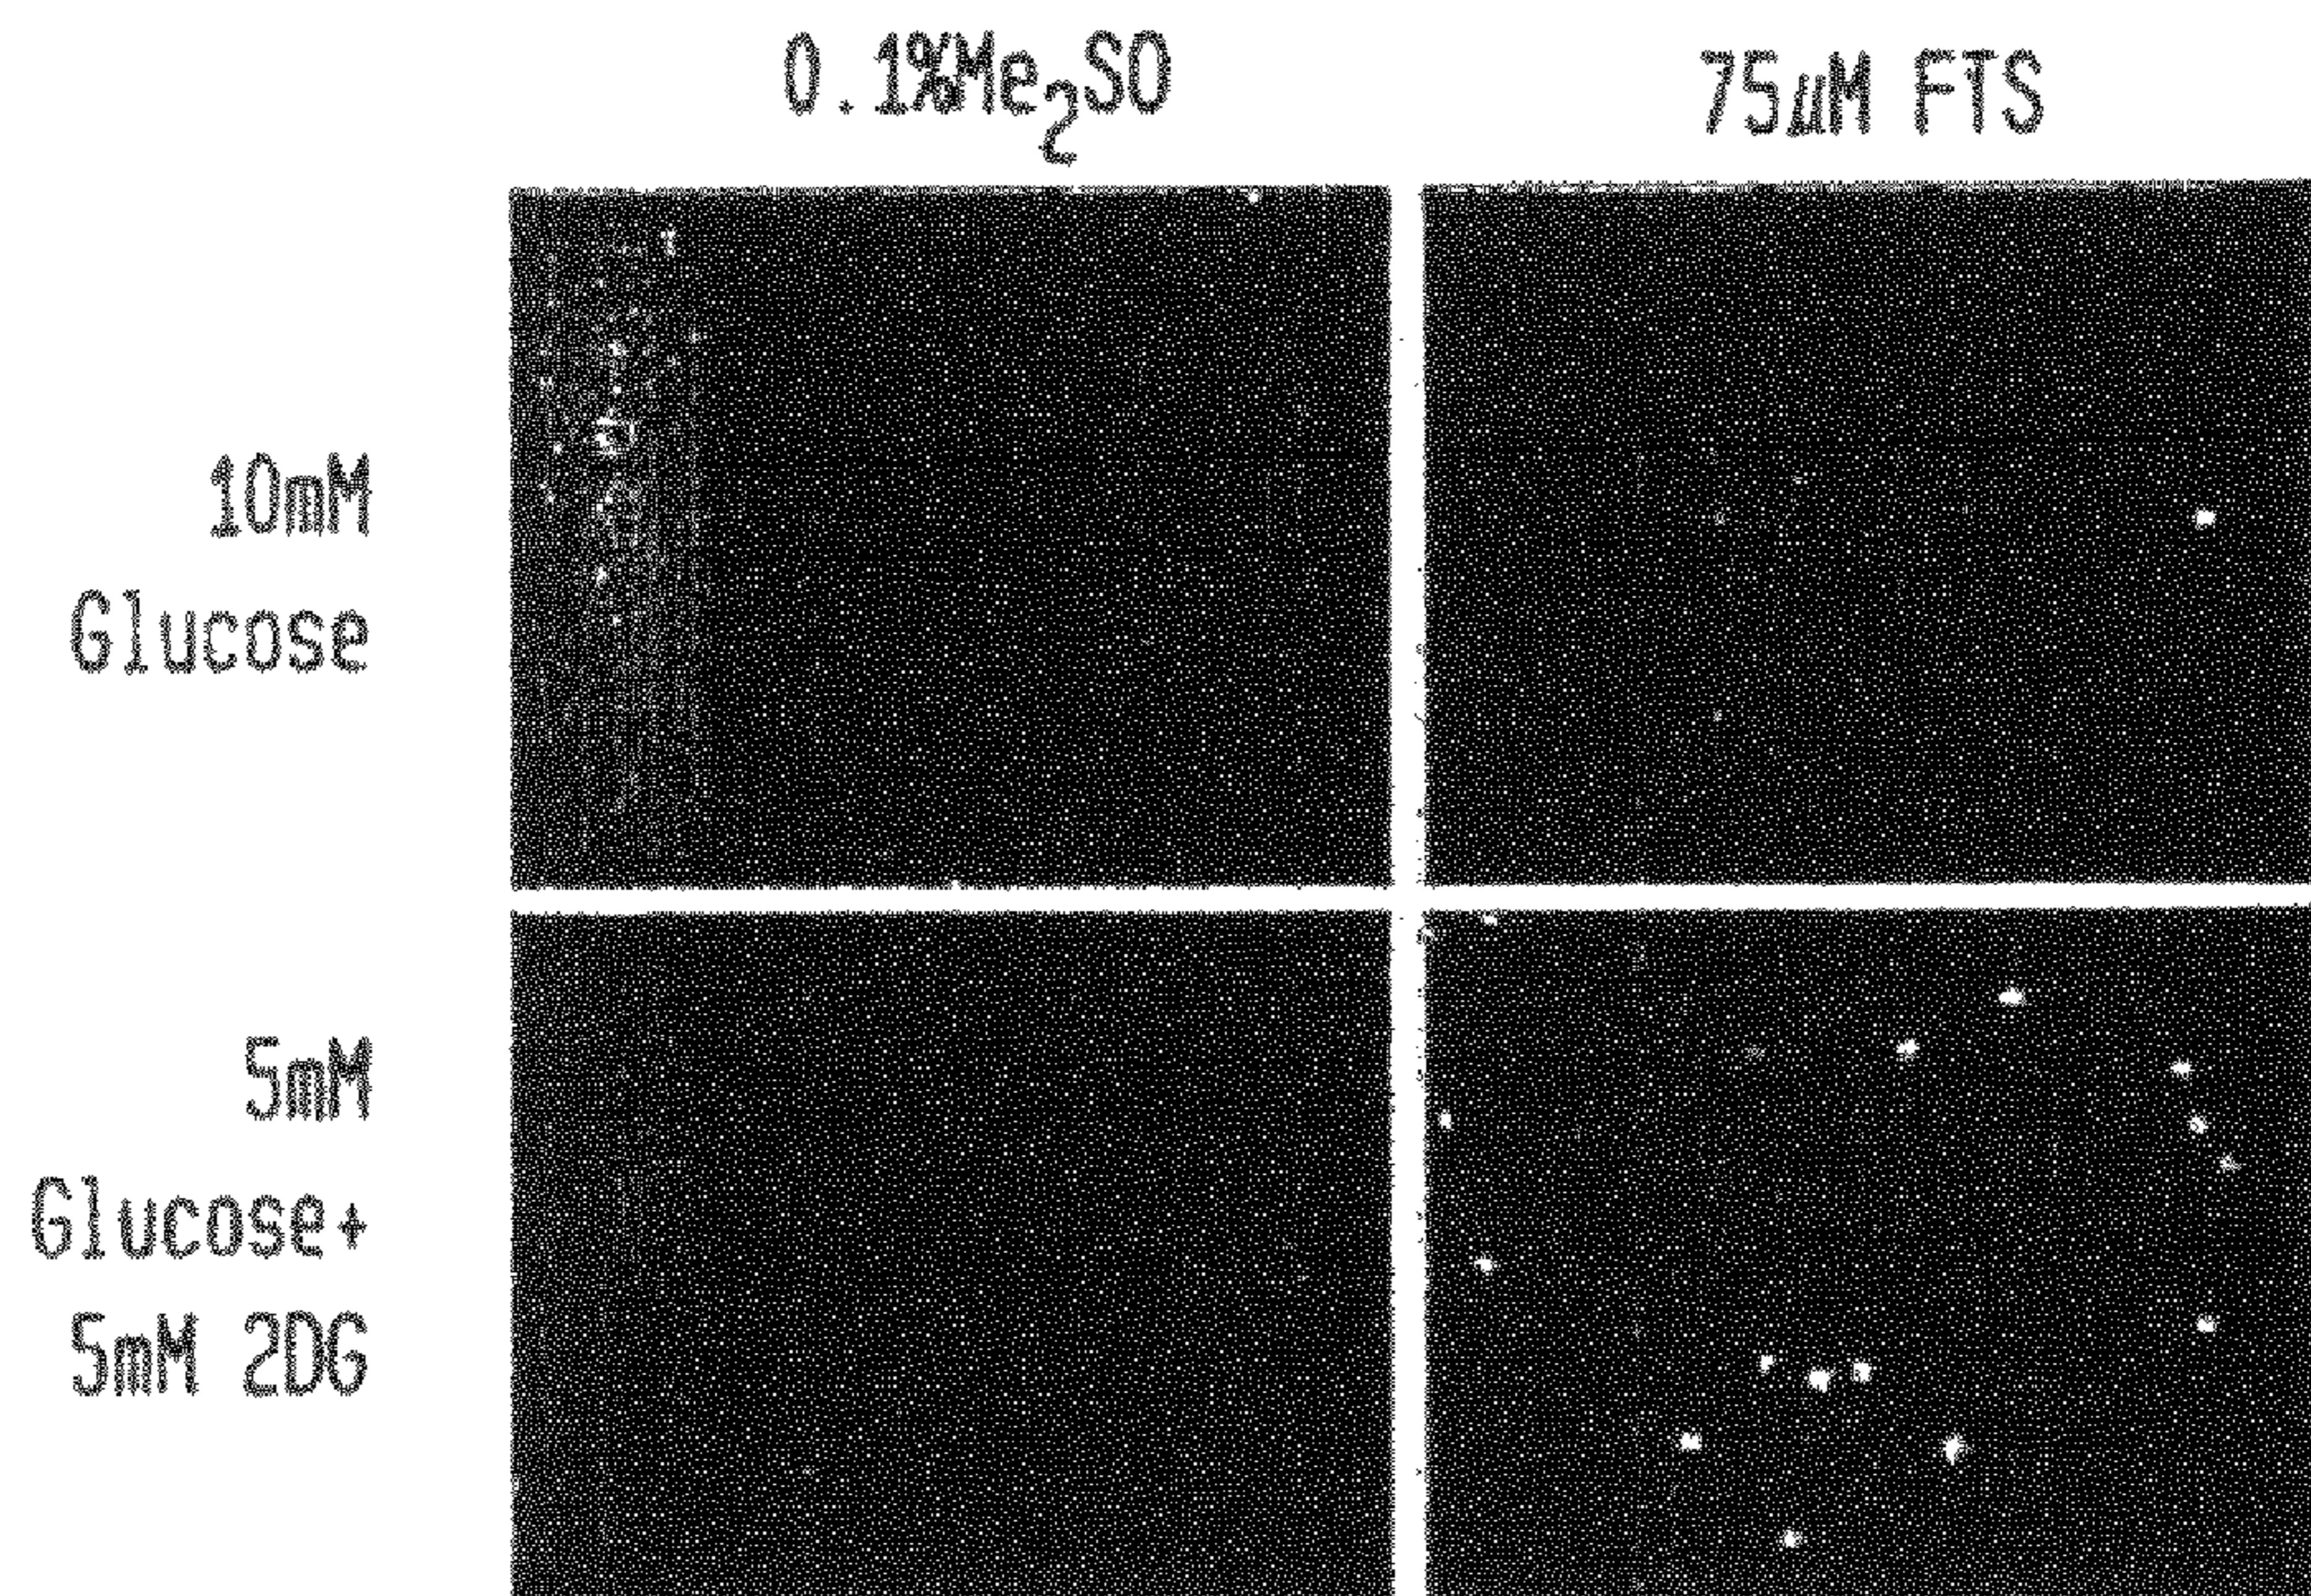 0.1%Me₂SO
75μM FTS
10mM
Glucose
5mM
Glucose+
5mM 2DG